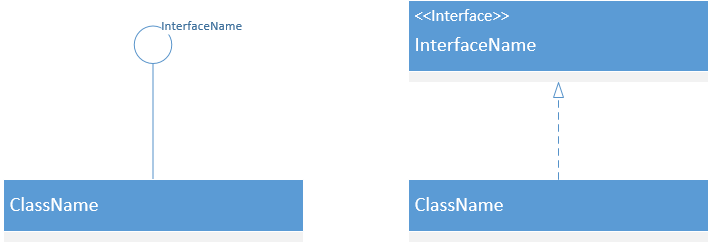 InterfaceName
ClassName
<<Interface>>
InterfaceName
ClassName